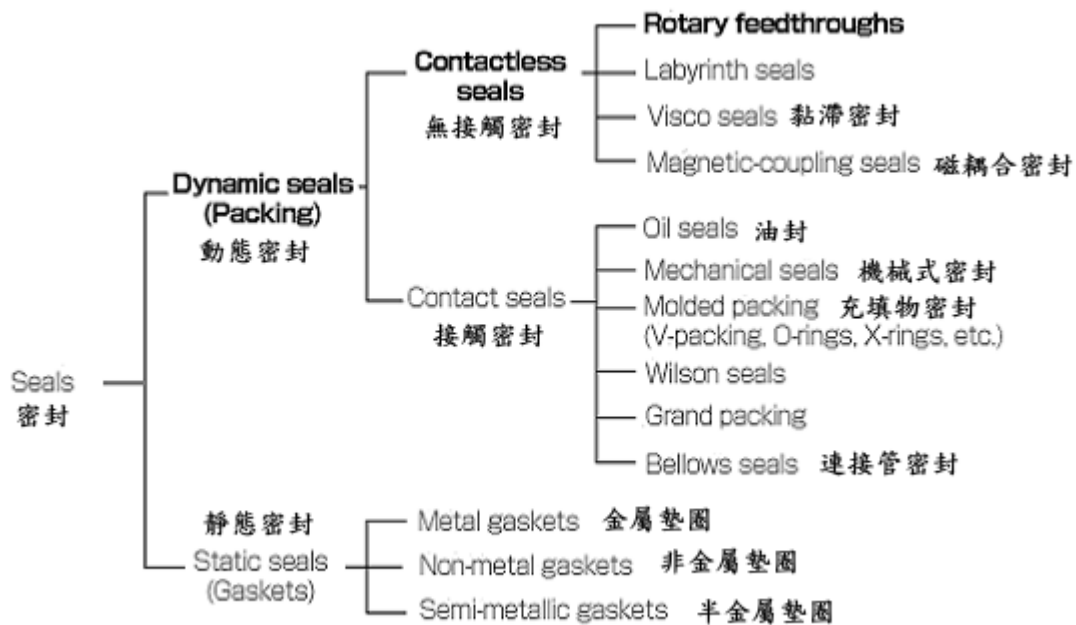 Rotary feedthroughs
Contactless
seals
無接觸密封
Labyrinth seals
Visco seals 黏滯密封
Magnetic-coupling seals 磁耦合密封
Dynamic seals
(Packing)
動態密封
Oil seals 油封
Mechanical seals 機械式密封
Contact seals
接觸密封
Molded packing 充填物密封
(V-packing, O-rings, X-rings, etc.)
Wilson seals
Grand packing
Bellows seals 連接管密封
Seals
密封
靜態密封
Static seals
(Gaskets)
Metal gaskets 金屬墊圈
Non-metal gaskets 非金屬墊圈
Semi-metallic gaskets 半金屬墊圈